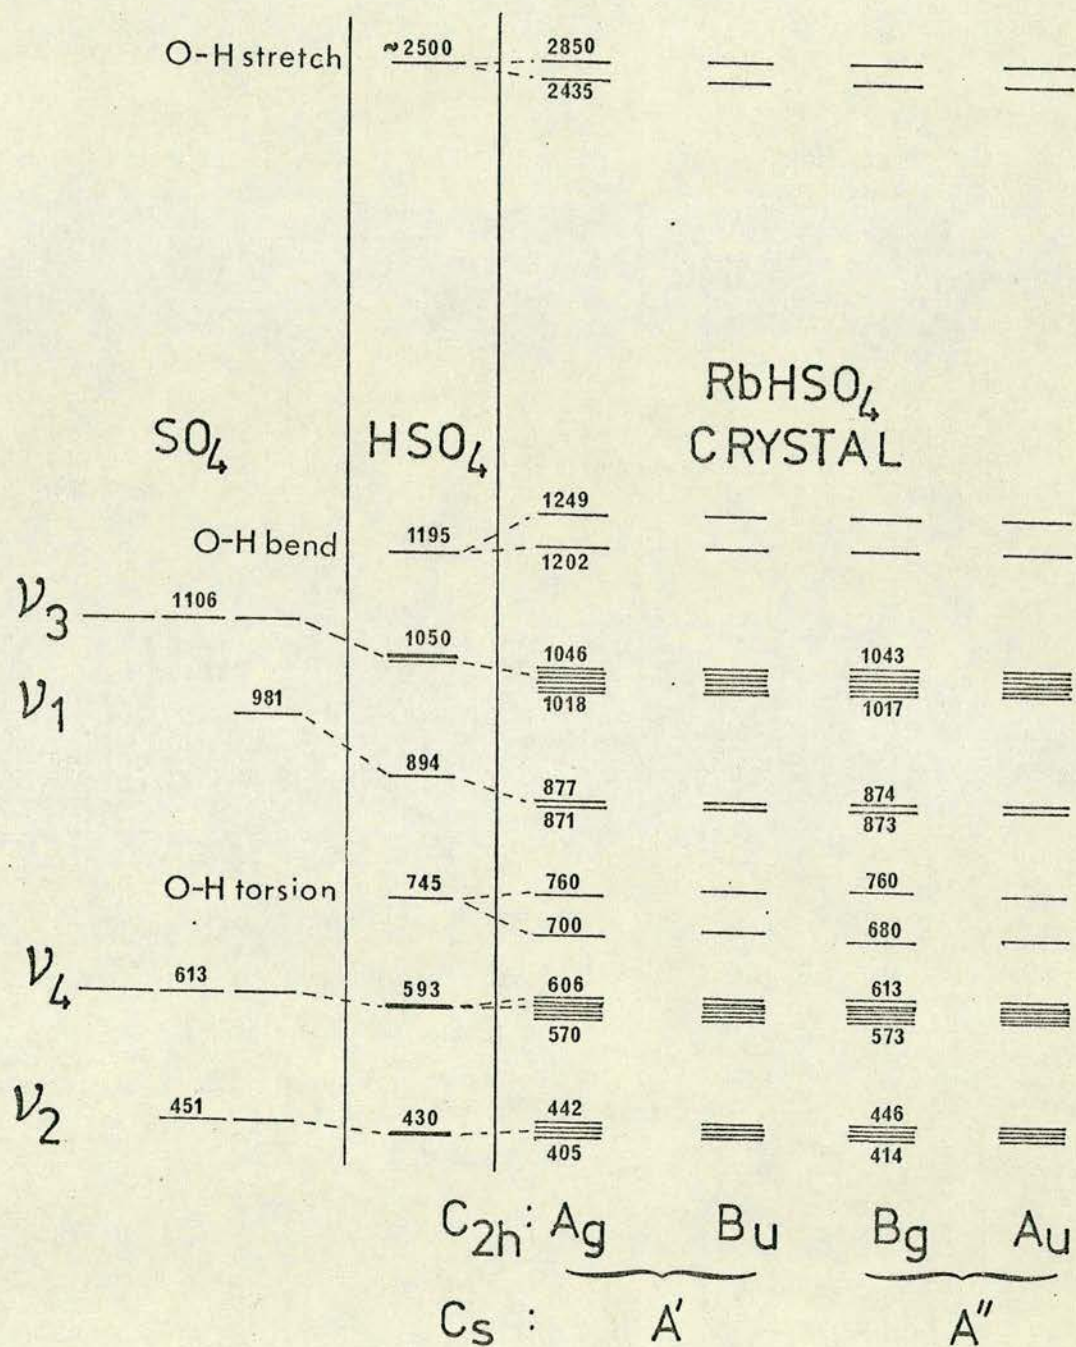 O-H stretch ~2500 2850
2435
RbHSO4
CRYSTAL
SO4 HSO4
1249
O-H bend 1195
1202
ν3 1106
1050 1046 1043
1018 1017
ν1 981
894 877 874
871 873
O-H torsion 745 760 760
700 680
ν4 613 593 606 613
570 573
ν2 451 430 442 446
405 414
C2h: Ag Bu Bg Au
Cs : A' A"